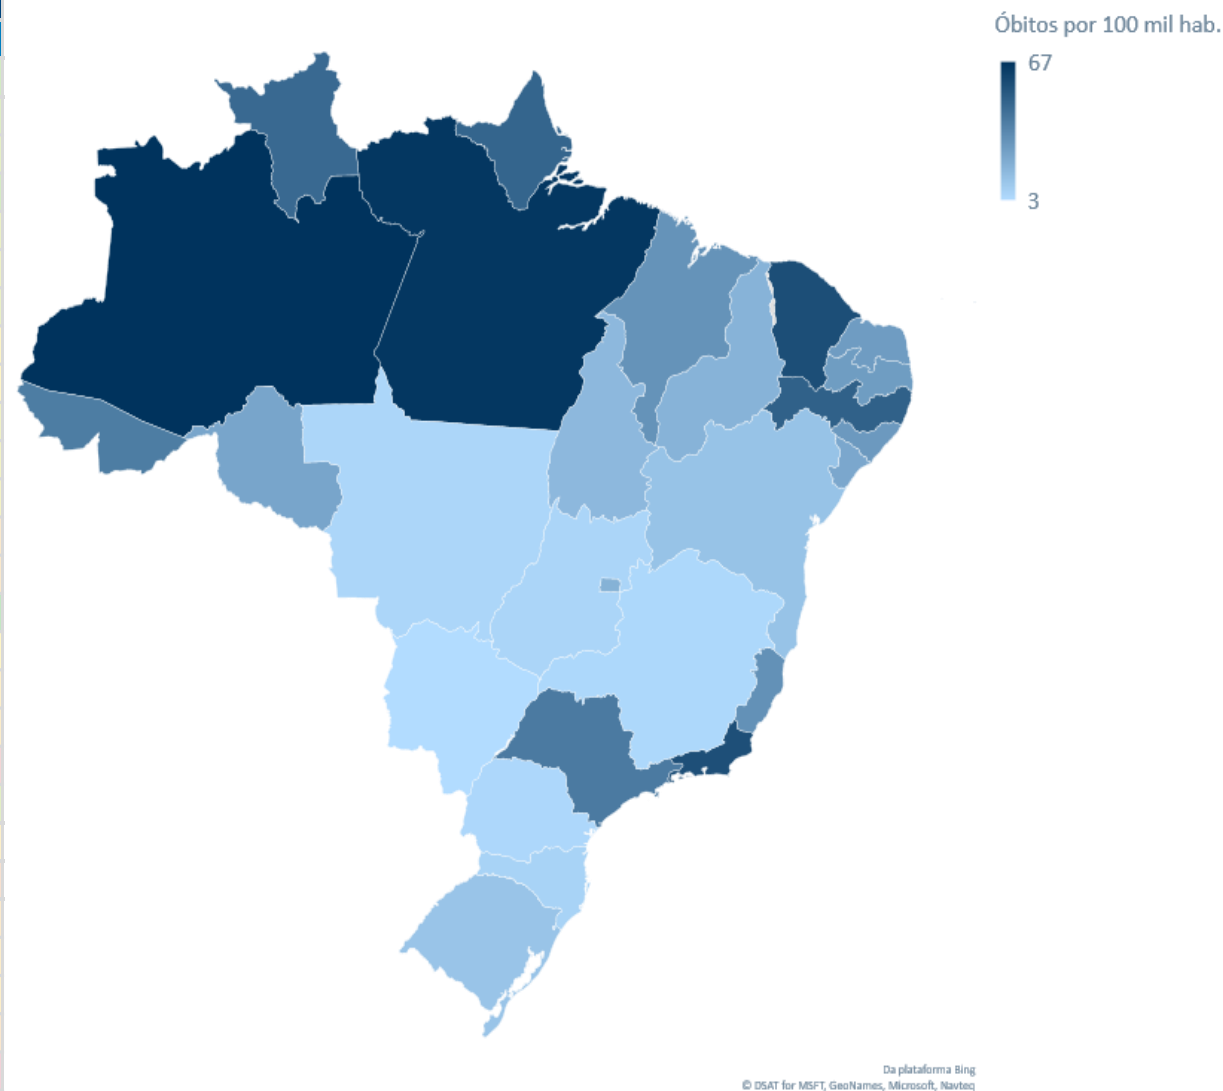 Óbitos por 100 mil hab.
67
3
Da plataforma Bing
© DSAT for MSFT, GeoNames, Microsoft, Navteq